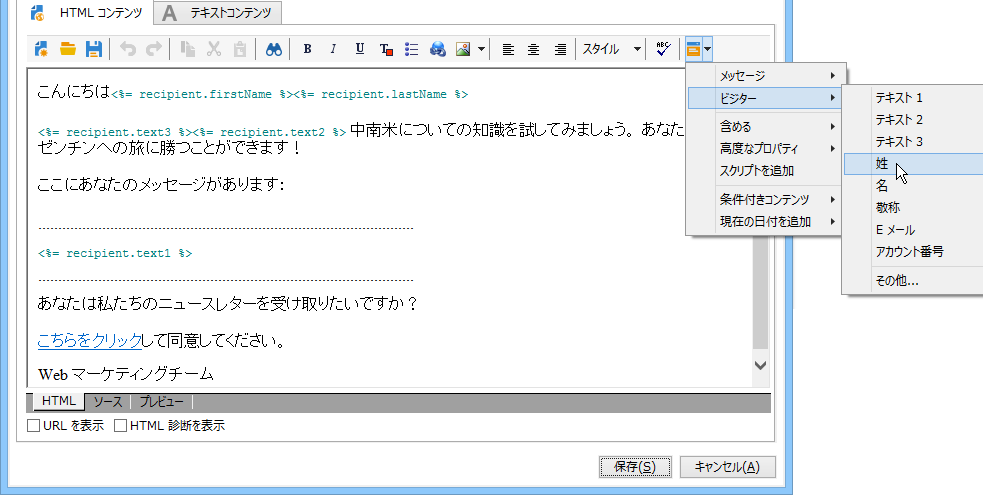 HTML コンテンツ
A テキストコンテンツ
B I U T スタイル ABC
こんにちは<%= recipient.firstName %><%= recipient.lastName %>
<%= recipient.text3 %><%= recipient.text2 %> 中南米についての知識を試してみましょう。あなた
ゼンチンへの旅に勝つことができます！
ここにあなたのメッセージがあります:
<%= recipient.text1 %>
あなたは私たちのニュースレターを受け取りたいですか？
こちらをクリックして同意してください。
Web マーケティングチーム
メッセージ
ビジター
含める
高度なプロパティ
スクリプトを追加
条件付きコンテンツ
現在の日付を追加
テキスト 1
テキスト 2
テキスト 3
姓
名
敬称
E メール
アカウント番号
その他...
HTML ソース プレビュー
URL を表示 HTML 診断を表示
保存(S) キャンセル(A)